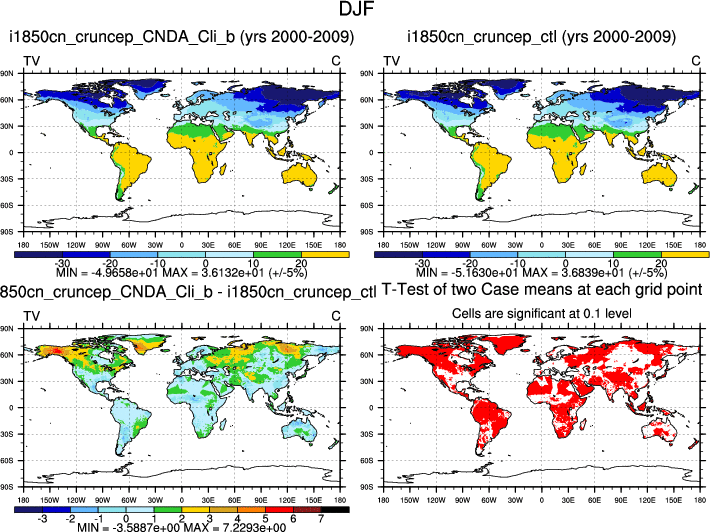 DJF
i1850cn_cruncep_CNDA_Cli_b (yrs 2000-2009)
TV C
90N
60N
30N
0
30S
60S
90S
180 150W 120W 90W 60W 30W 0 30E 60E 90E 120E 150E 180
-30 -20 -10 0 10 20
MIN = -4.9658e+01 MAX = 3.6132e+01 (+/-5%)
i1850cn_cruncep_ctl (yrs 2000-2009)
TV C
90N
60N
30N
0
30S
60S
90S
180 150W 120W 90W 60W 30W 0 30E 60E 90E 120E 150E 180
-30 -20 -10 0 10 20
MIN = -5.1630e+01 MAX = 3.6839e+01 (+/-5%)
850cn_cruncep_CNDA_Cli_b - i1850cn_cruncep_ctl
TV C
90N
60N
30N
0
30S
60S
90S
180 150W 120W 90W 60W 30W 0 30E 60E 90E 120E 150E 180
-3 -2 -1 0 1 2 3 4 5 6 7
MIN = -3.5887e+00 MAX = 7.2293e+00
T-Test of two Case means at each grid point
Cells are significant at 0.1 level
90N
60N
30N
0
30S
60S
90S
180 150W 120W 90W 60W 30W 0 30E 60E 90E 120E 150E 180